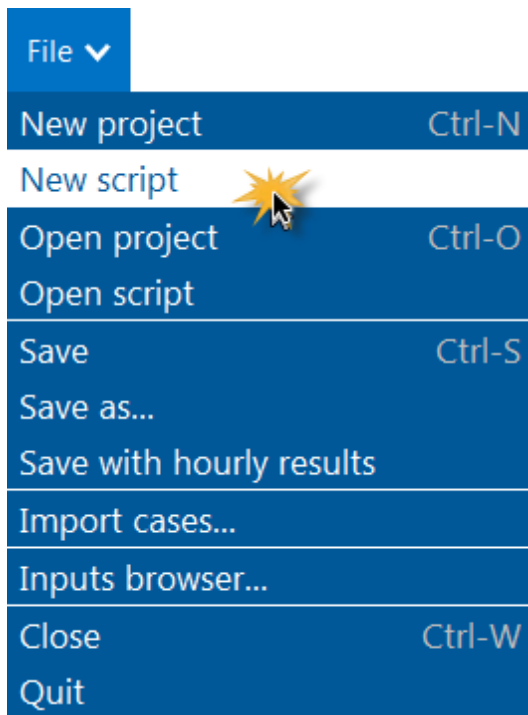 File
New project Ctrl-N
New script
Open project Ctrl-O
Open script
Save Ctrl-S
Save as...
Save with hourly results
Import cases...
Inputs browser...
Close Ctrl-W
Quit